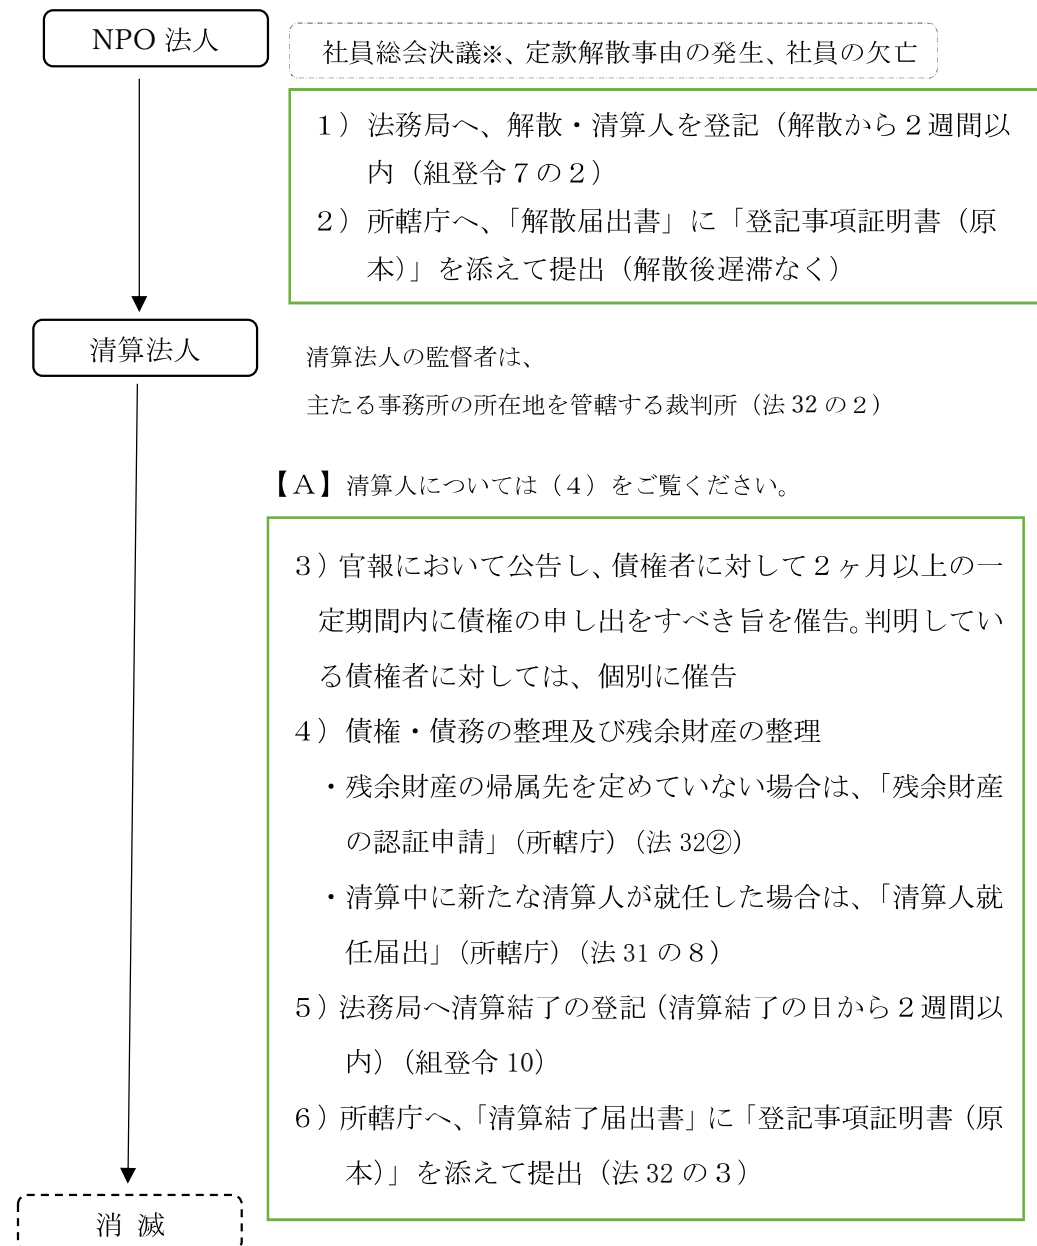 NPO 法人
社員総会決議※、定款解散事由の発生、社員の欠亡
１）法務局へ、解散・清算人を登記（解散から２週間以
内（組登令７の２）
２）所轄庁へ、「解散届出書」に「登記事項証明書（原
本）」を添えて提出（解散後遅滞なく）
清算法人
清算法人の監督者は、
主たる事務所の所在地を管轄する裁判所（法 32 の２）
【A】清算人については（４）をご覧ください。
３）官報において公告し、債権者に対して２ヶ月以上の一
定期間内に債権の申し出をすべき旨を催告。判明してい
る債権者に対しては、個別に催告
４）債権・債務の整理及び残余財産の整理
・残余財産の帰属先を定めていない場合は、「残余財産
の認証申請」（所轄庁）（法 32②）
・清算中に新たな清算人が就任した場合は、「清算人就
任届出」（所轄庁）（法 31 の８）
５）法務局へ清算結了の登記（清算結了の日から２週間以
内）（組登令 10）
６）所轄庁へ、「清算結了届出書」に「登記事項証明書（原
本）」を添えて提出（法 32 の３）
消 滅